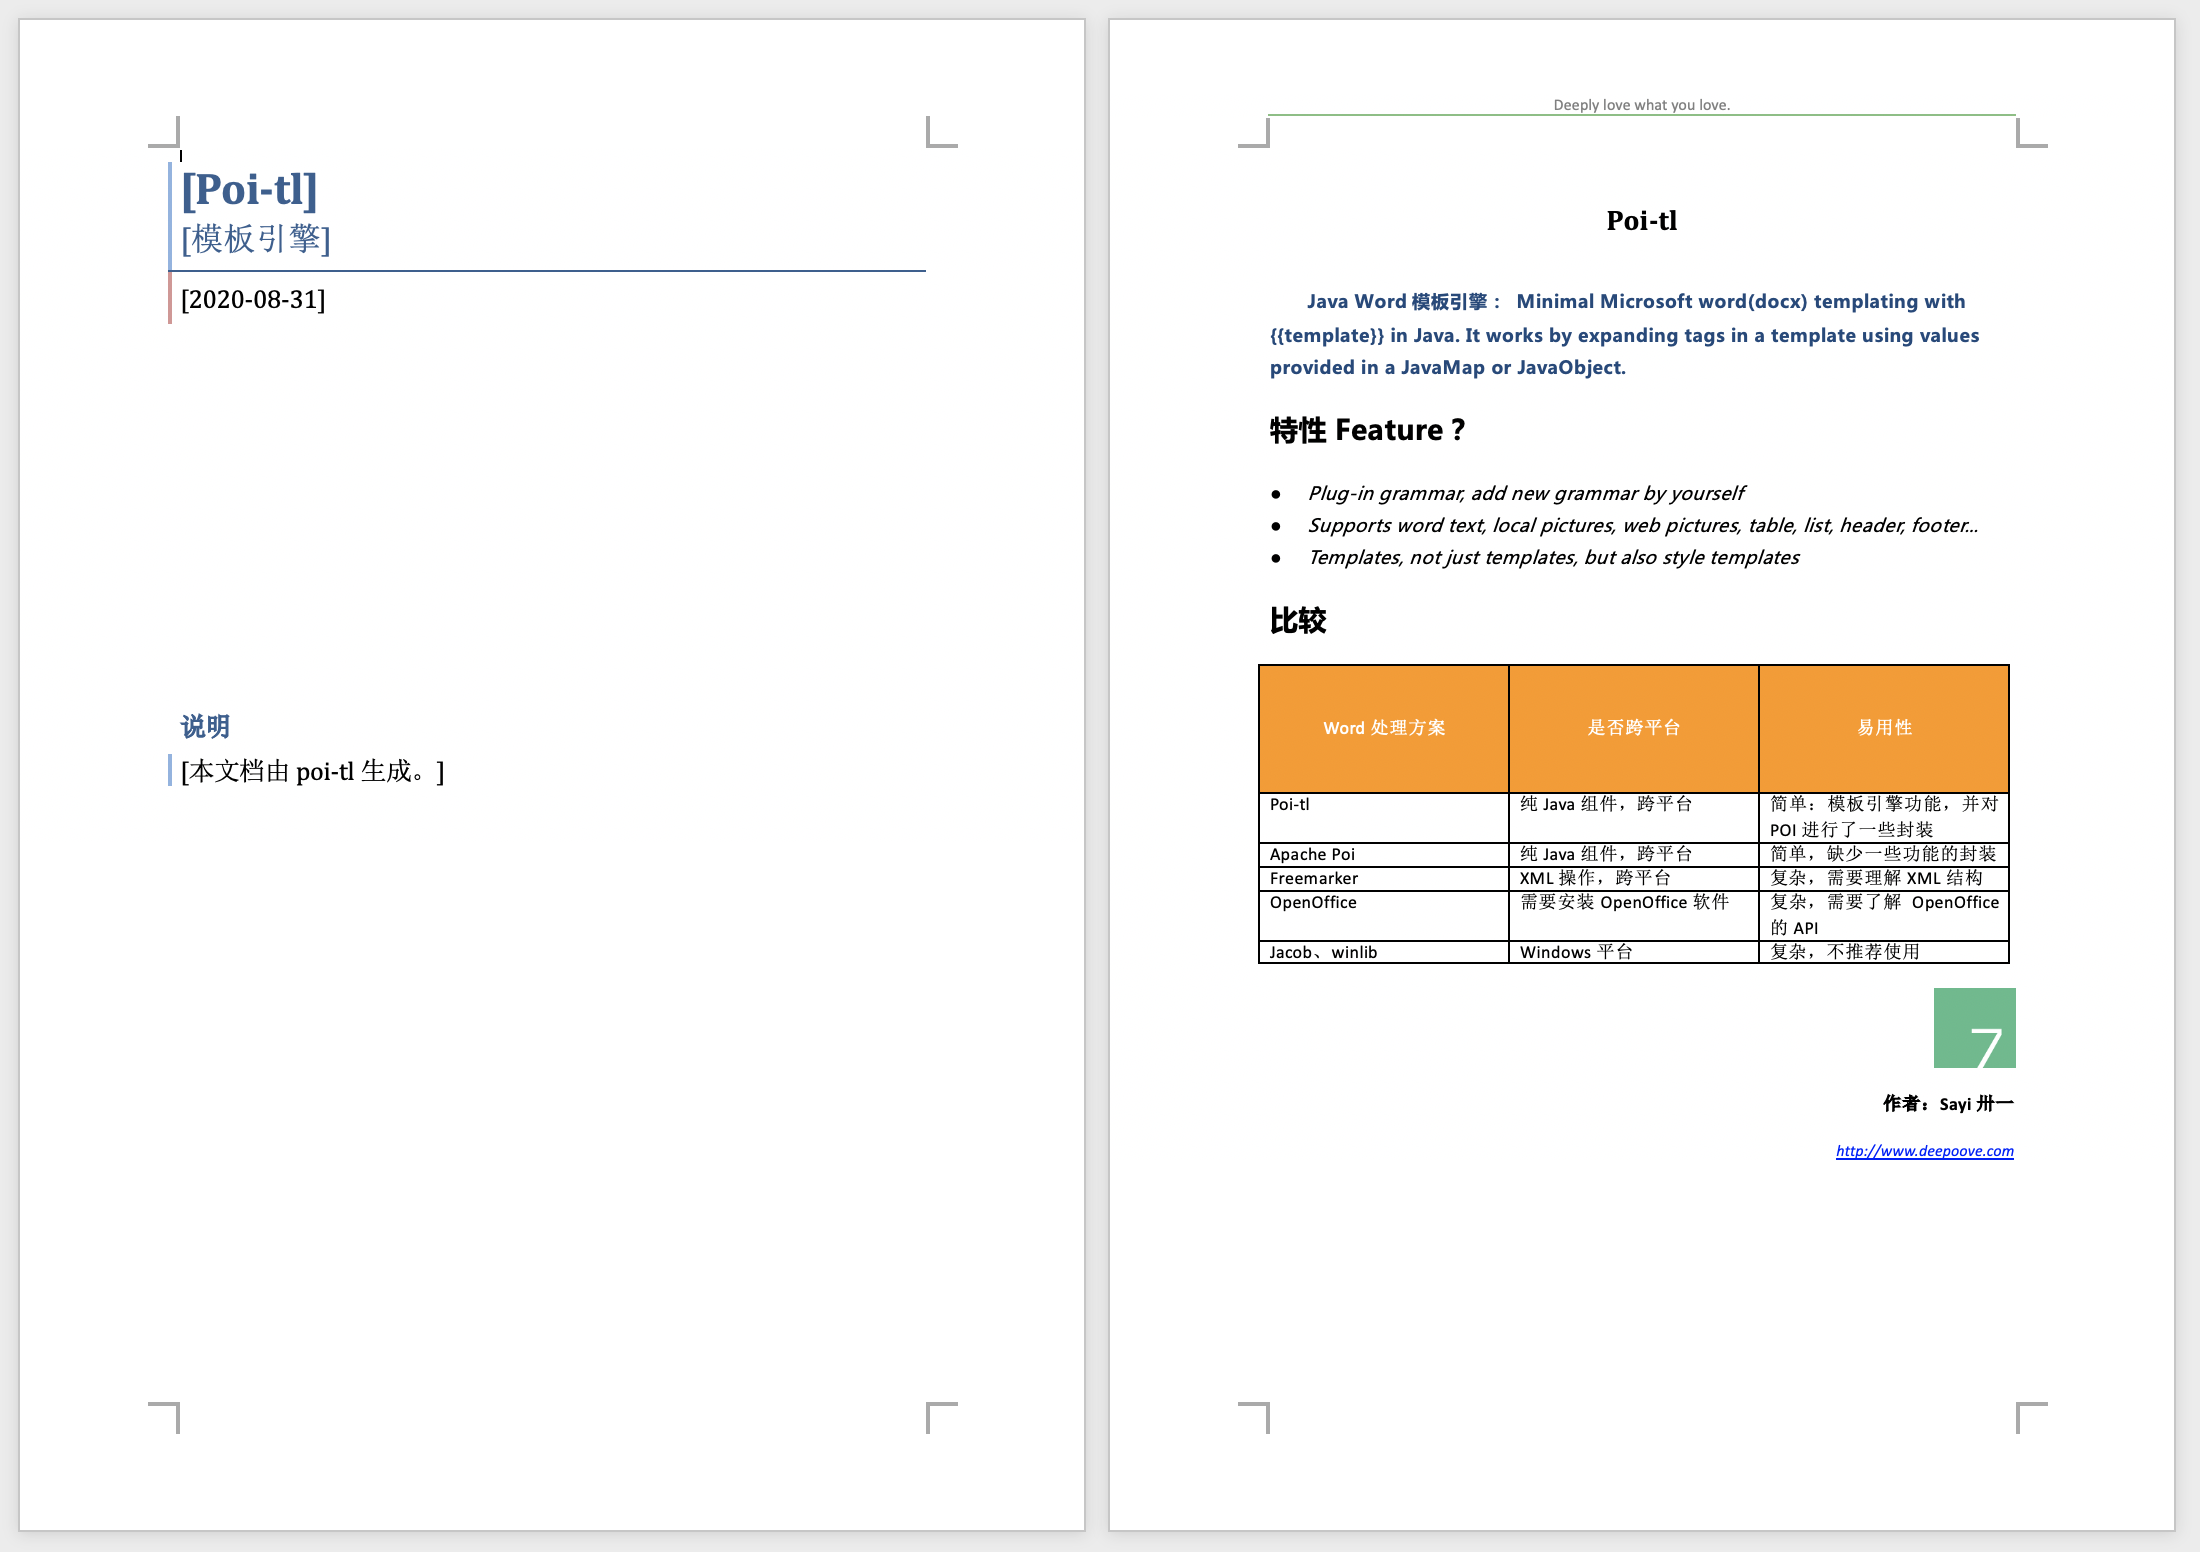 [Poi-tl]
[模板引擎]
[2020-08-31]
说明
[本文档由 poi-tl 生成。]
Deeply love what you love.
Poi-tl
Java Word 模板引擎： Minimal Microsoft word(docx) templating with
{{template}} in Java. It works by expanding tags in a template using values
provided in a JavaMap or JavaObject.
特性 Feature？
● Plug-in grammar, add new grammar by yourself
● Supports word text, local pictures, web pictures, table, list, header, footer...
● Templates, not just templates, but also style templates
比较
Word 处理方案 是否跨平台 易用性
Poi-tl 纯 Java 组件，跨平台 简单：模板引擎功能，并对
POI 进行了一些封装
Apache Poi 纯 Java 组件，跨平台 简单，缺少一些功能的封装
Freemarker XML 操作，跨平台 复杂，需要理解 XML 结构
OpenOffice 需要安装 OpenOffice 软件 复杂，需要了解 OpenOffice
的 API
Jacob、winlib Windows 平台 复杂，不推荐使用
7
作者：Sayi 卅一
http://www.deepoove.com